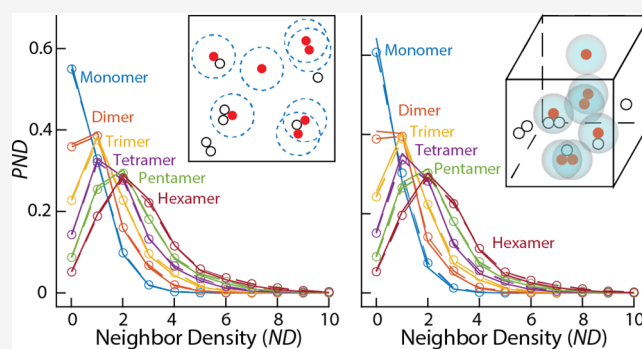 0.6
0.4
0.2
0
PND
Monomer
Dimer
Trimer
Tetramer
Pentamer
Hexamer
0 2 4 6 8 10
Neighbor Density (ND)
Monomer
Dimer
Trimer
Tetramer
Pentamer
Hexamer
0 2 4 6 8 10
Neighbor Density (ND)